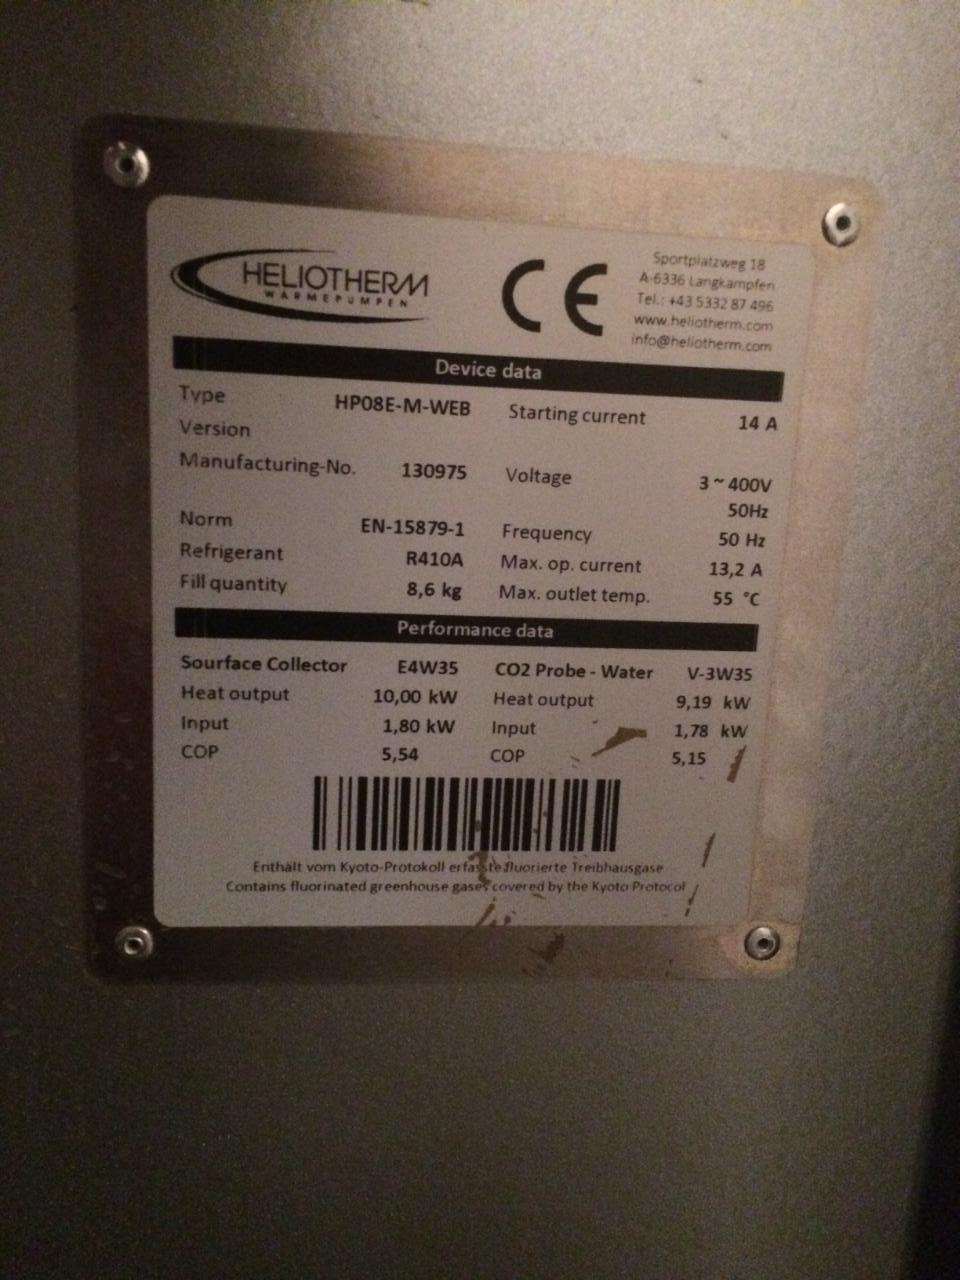 HELIOTHERM
WÄRMEPUMPEN
CE
Sportplatzweg 18
A-6336 Langkampfen
Tel.: +43 5332 87 496
www.heliotherm.com
info@heliotherm.com
Device data
Type HP08E-M-WEB Starting current 14 A
Version
Manufacturing-No. 130975 Voltage 3 ~ 400V
50Hz
Norm EN-15879-1 Frequency 50 Hz
Refrigerant R410A Max. op. current 13,2 A
Fill quantity 8,6 kg Max. outlet temp. 55 °C
Performance data
Sourface Collector E4W35 CO2 Probe - Water V-3W35
Heat output 10,00 kW Heat output 9,19 kW
Input 1,80 kW Input 1,78 kW
COP 5,54 COP 5,15
Enthält vom Kyoto-Protokoll erfasste fluorierte Treibhausgase
Contains fluorinated greenhouse gases covered by the Kyoto Protocol